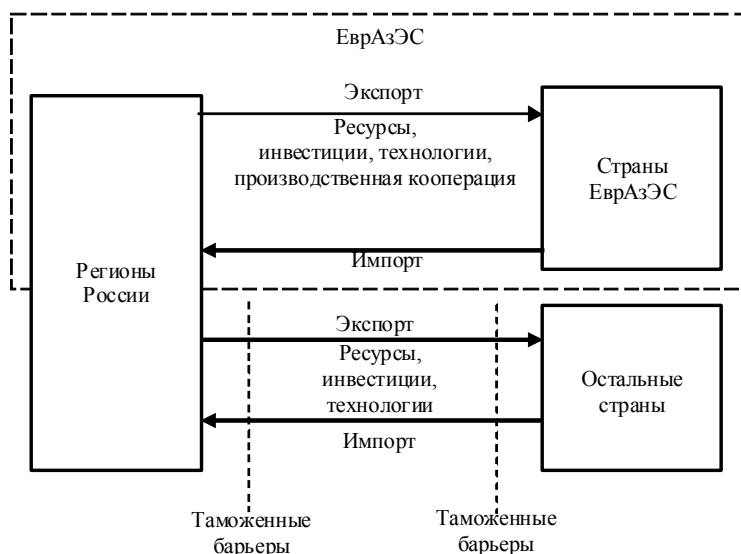 ЕврАзЭС
Экспорт
Ресурсы,
инвестиции, технологии,
производственная кооперация
Импорт
Страны
ЕврАзЭС
Регионы
России
Экспорт
Ресурсы,
инвестиции,
технологии
Импорт
Остальные
страны
Таможенные
барьеры
Таможенные
барьеры